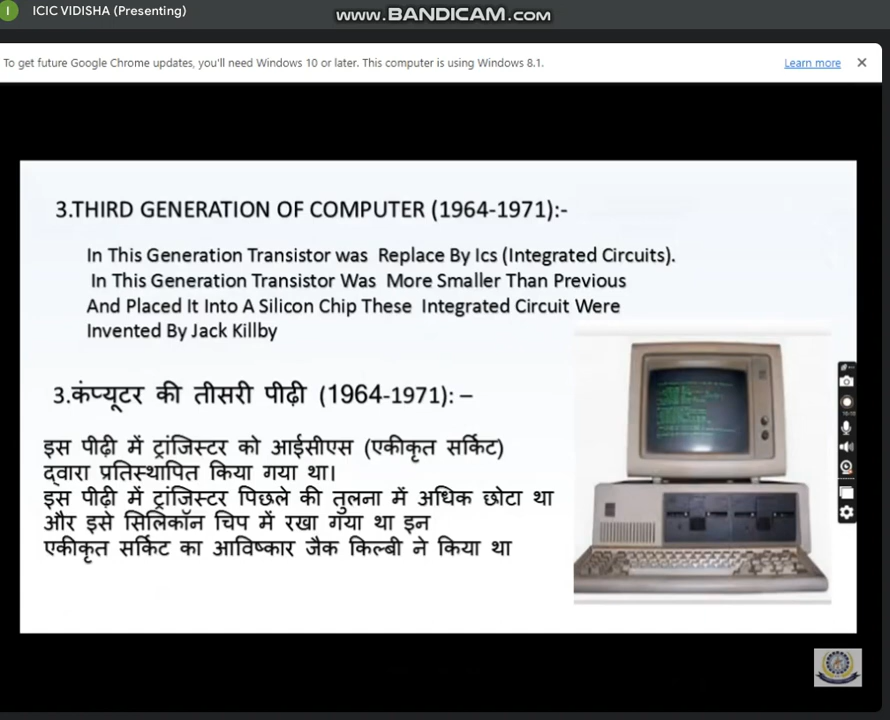 I
ICIC VIDISHA (Presenting)
www.BANDICAM.com
To get future Google Chrome updates, you'll need Windows 10 or later. This computer is using Windows 8.1.
Learn more
3.THIRD GENERATION OF COMPUTER (1964-1971):-
In This Generation Transistor was Replace By Ics (Integrated Circuits).
In This Generation Transistor Was More Smaller Than Previous
And Placed It Into A Silicon Chip These Integrated Circuit Were
Invented By Jack Killby
3.कंप्यूटर की तीसरी पीढ़ी (1964-1971): –
इस पीढ़ी में ट्रांजिस्टर को आईसीएस (एकीकृत सर्किट)
द्वारा प्रतिस्थापित किया गया था।
इस पीढ़ी में ट्रांजिस्टर पिछले की तुलना में अधिक छोटा था
और इसे सिलिकॉन चिप में रखा गया था इन
एकीकृत सर्किट का आविष्कार जैक किल्बी ने किया था